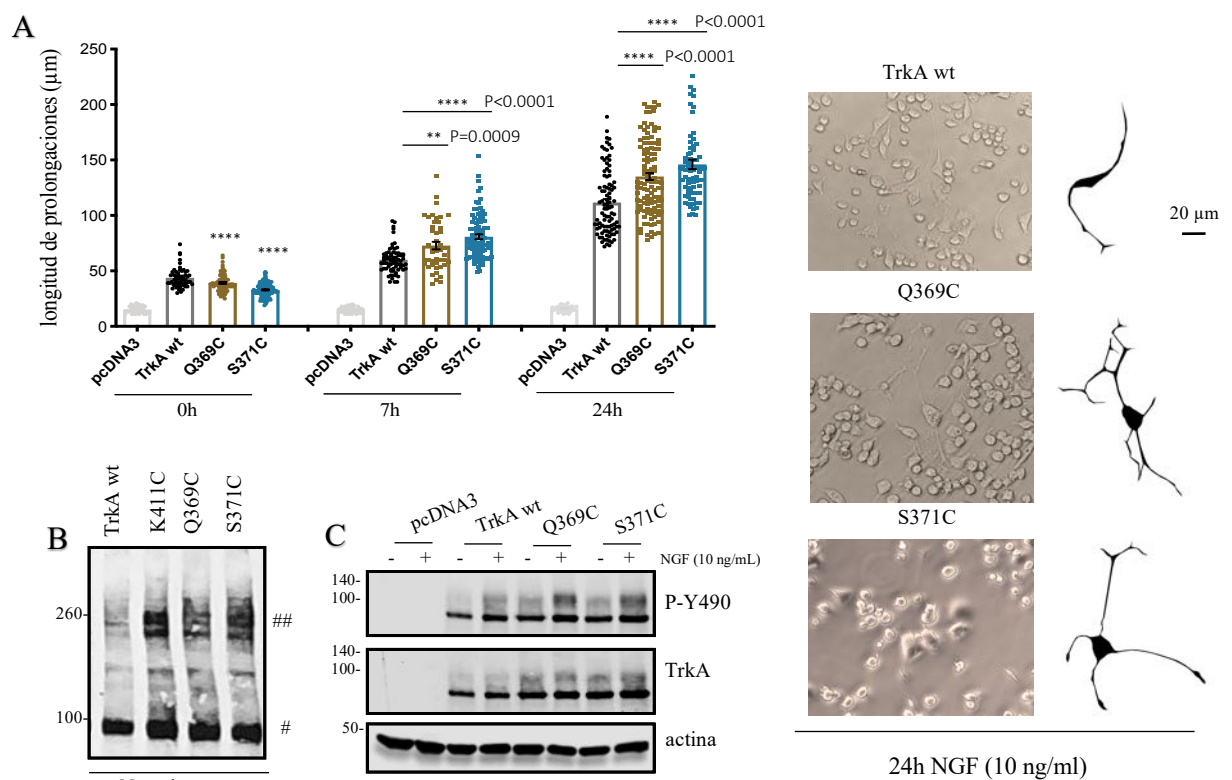 A
longitud de prolongaciones (µm)
250
200
150
100
50
0
**** P<0.0001
**** P<0.0001
**** P<0.0001
** P=0.0009
****
****
pcDNA3
TrkA wt
Q369C
S371C
pcDNA3
TrkA wt
Q369C
S371C
pcDNA3
TrkA wt
Q369C
S371C
0h
7h
24h
TrkA wt
20 µm
Q369C
S371C
24h NGF (10 ng/ml)
B
TrkA wt
K411C
Q369C
S371C
260-
##
100-
#
C
pcDNA3
TrkA wt
Q369C
S371C
- + - + - + - + NGF (10 ng/mL)
140-
100-
P-Y490
140-
100-
TrkA
50-
actina